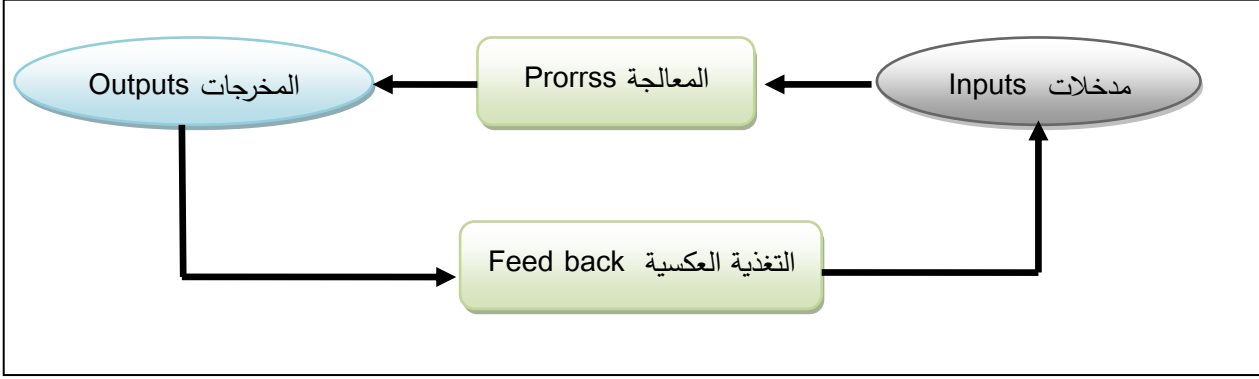 مدخلات Inputs
المعالجة Prorrss
المخرجات Outputs
التغذية العكسية Feed back